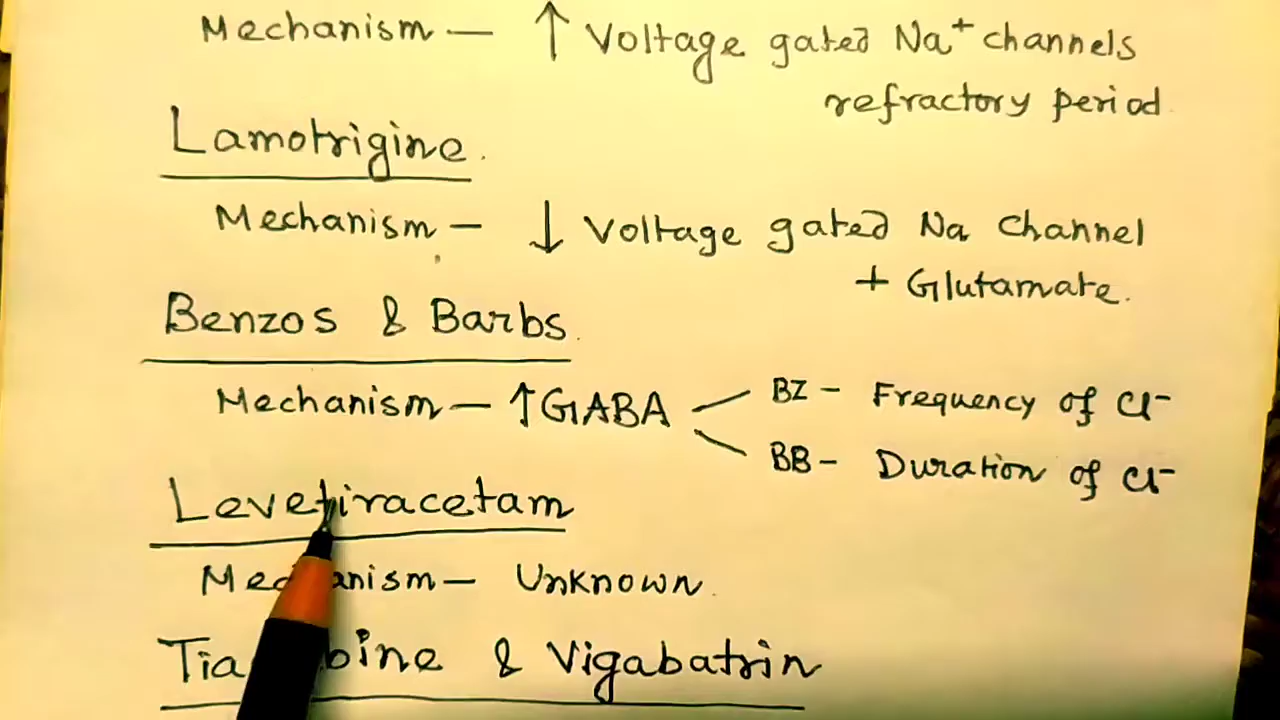 Mechanism — ↑ Voltage gated Na⁺ channels
refractory period
Lamotrigine.
Mechanism — ↓ Voltage gated Na Channel
+ Glutamate.
Benzos & Barbs.
Mechanism — ↑GABA
BZ – Frequency of Cl⁻
BB – Duration of Cl⁻
Levetiracetam
Mechanism — Unknown.
& Vigabatrin